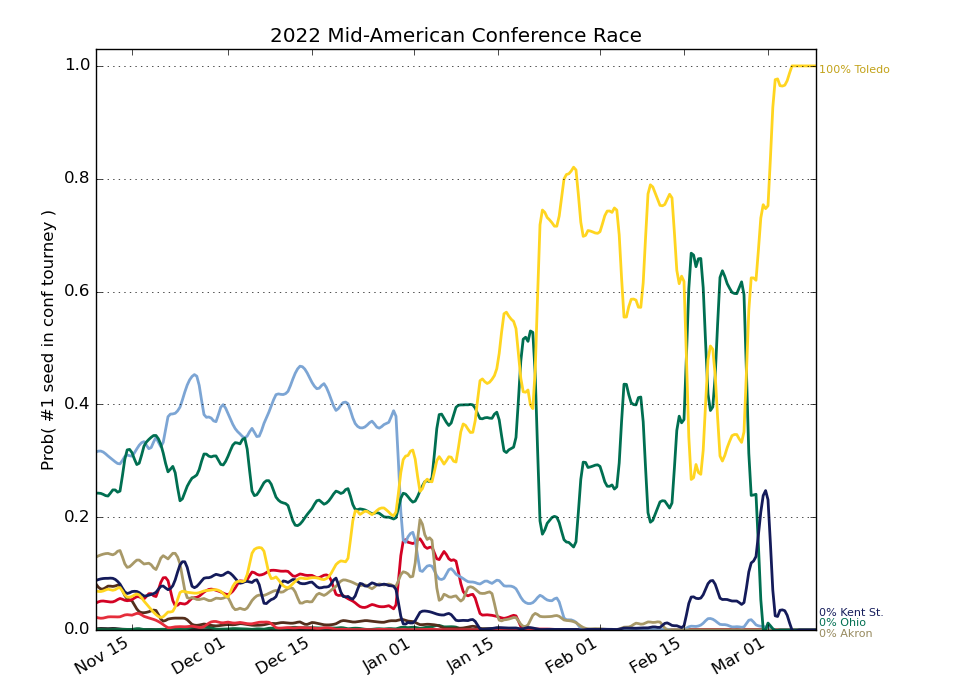 2022 Mid-American Conference Race
Prob( #1 seed in conf tourney )
1.0
0.8
0.6
0.4
0.2
0.0
100% Toledo
0% Kent St.
0% Ohio
0% Akron
Nov 15
Dec 01
Dec 15
Jan 01
Jan 15
Feb 01
Feb 15
Mar 01